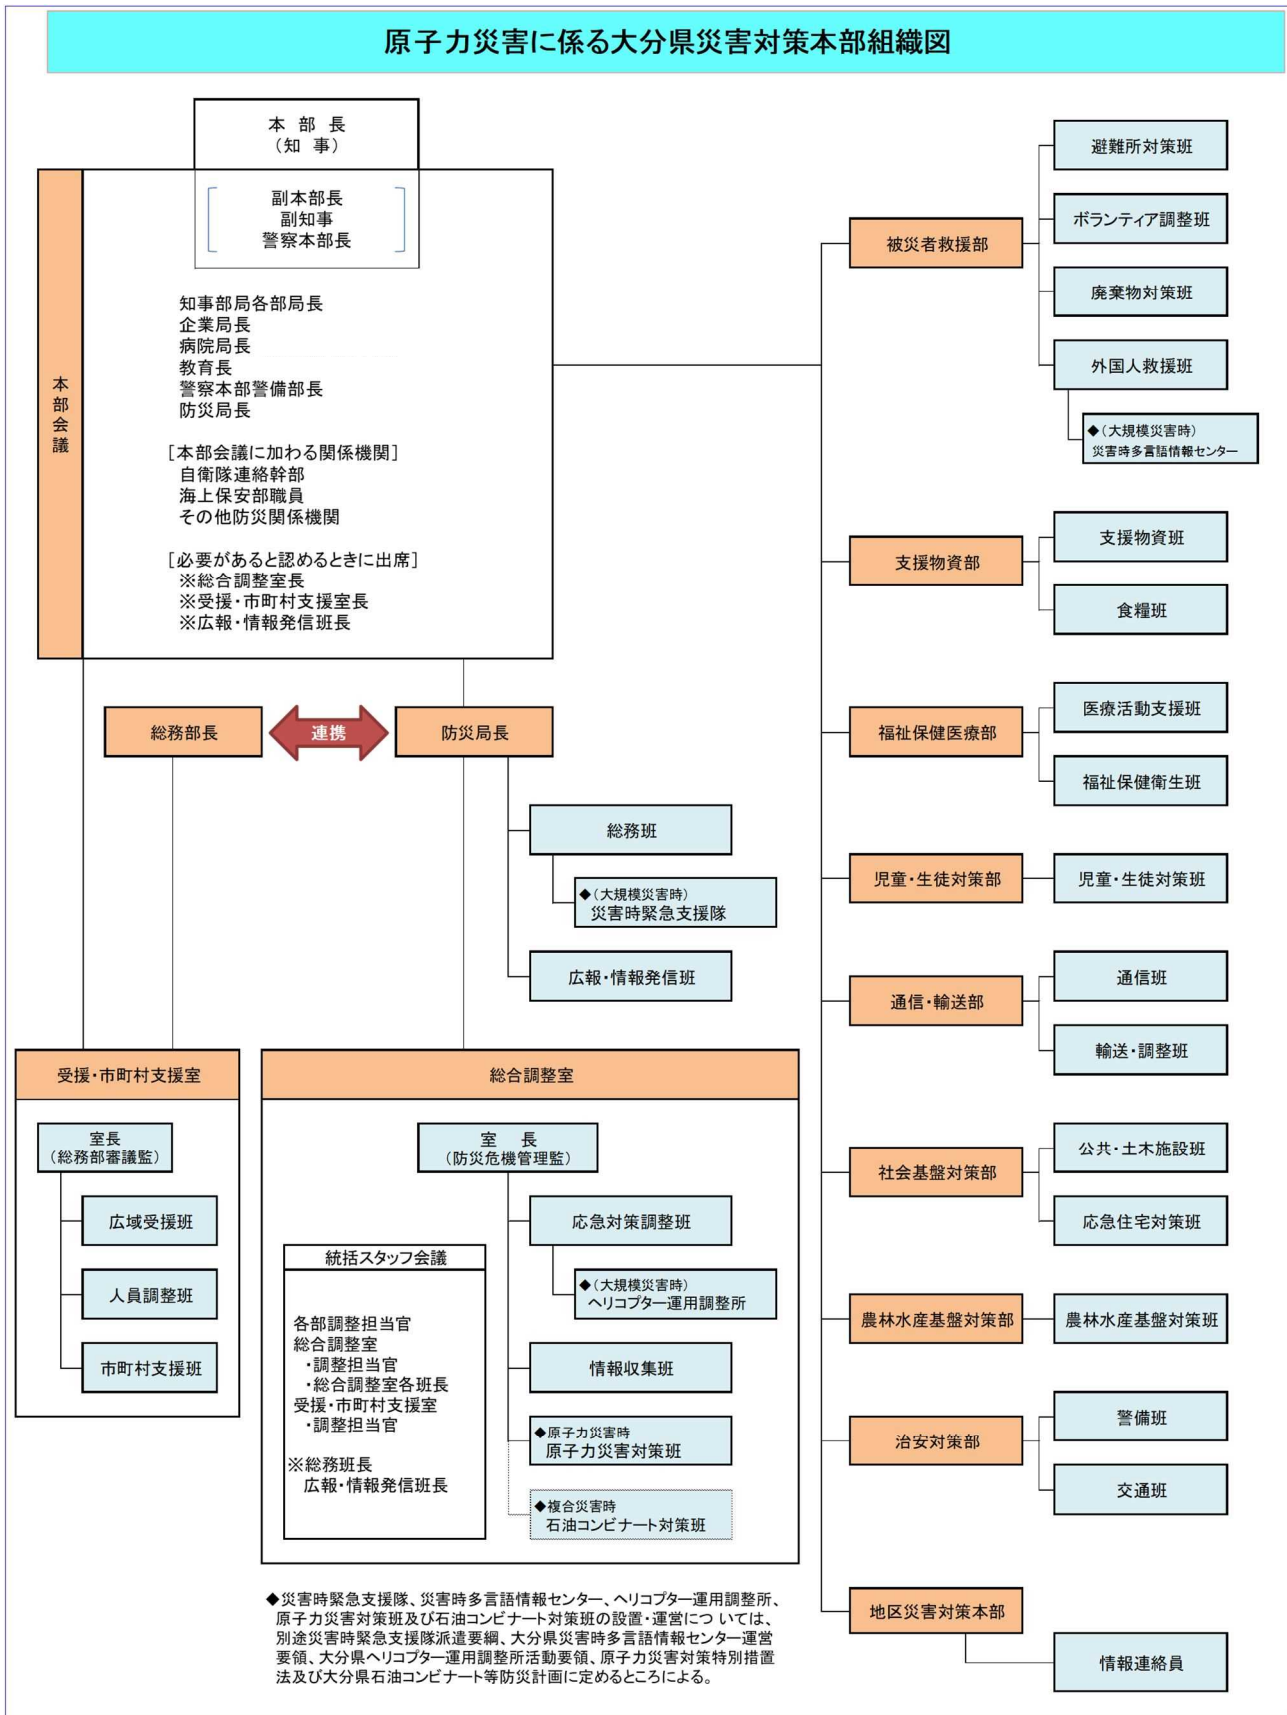 原子力災害に係る大分県災害対策本部組織図
本部長
(知事)
副本部長
副知事
警察本部長
本部会議
知事部局各部局長
企業局長
病院局長
教育長
警察本部警備部長
防災局長
[本部会議に加わる関係機関]
自衛隊連絡幹部
海上保安部職員
その他防災関係機関
[必要があると認めるときに出席]
※総合調整室長
※受援・市町村支援室長
※広報・情報発信班長
総務部長
連携
防災局長
総務班
◆(大規模災害時)
災害時緊急支援隊
広報・情報発信班
受援・市町村支援室
室長
(総務部審議監)
広域受援班
人員調整班
市町村支援班
総合調整室
室 長
(防災危機管理監)
統括スタッフ会議
各部調整担当官
総合調整室
・調整担当官
・総合調整室各班長
受援・市町村支援室
・調整担当官
※総務班長
広報・情報発信班長
応急対策調整班
◆(大規模災害時)
ヘリコプター運用調整所
情報収集班
◆原子力災害時
原子力災害対策班
◆複合災害時
石油コンビナート対策班
◆災害時緊急支援隊、災害時多言語情報センター、ヘリコプター運用調整所、
原子力災害対策班及び石油コンビナート対策班の設置・運営については、
別途災害時緊急支援隊派遣要綱、大分県災害時多言語情報センター運営
要領、大分県ヘリコプター運用調整所活動要領、原子力災害対策特別措置
法及び大分県石油コンビナート等防災計画に定めるところによる。
被災者救援部
避難所対策班
ボランティア調整班
廃棄物対策班
外国人救援班
◆(大規模災害時)
災害時多言語情報センター
支援物資部
支援物資班
食糧班
福祉保健医療部
医療活動支援班
福祉保健衛生班
児童・生徒対策部
児童・生徒対策班
通信・輸送部
通信班
輸送・調整班
社会基盤対策部
公共・土木施設班
応急住宅対策班
農林水産基盤対策部
農林水産基盤対策班
治安対策部
警備班
交通班
地区災害対策本部
情報連絡員